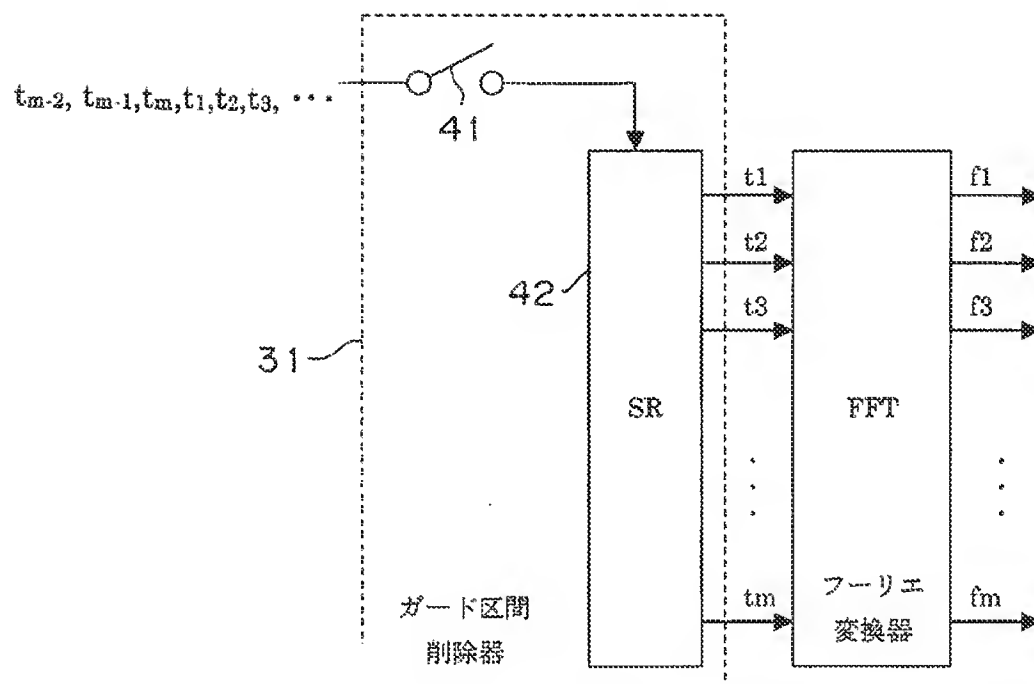 tm-2, tm-1,tm,t1,t2,t3, ･･･
41
t1
f1
t2
f2
42
t3
f3
31
SR
FFT
ガード区間
削除器
tm
フーリエ
変換器
fm